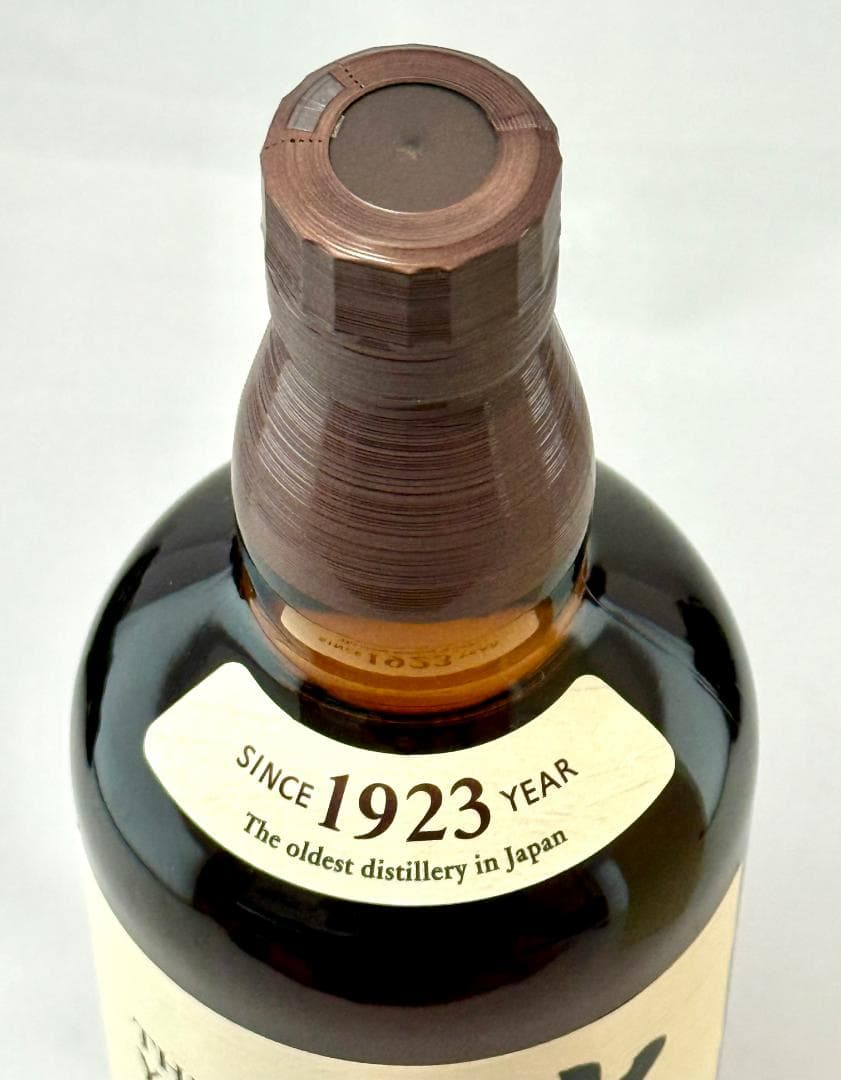 SINCE 1923 YEAR
The oldest distillery in Japan